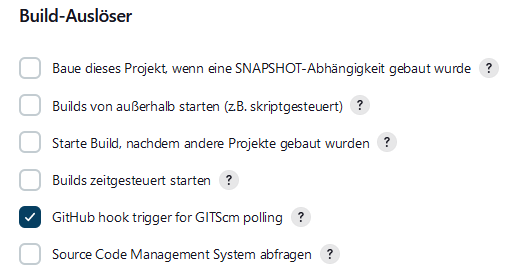 Build-Auslöser
Baue dieses Projekt, wenn eine SNAPSHOT-Abhängigkeit gebaut wurde ?
Builds von außerhalb starten (z.B. skriptgesteuert) ?
Starte Build, nachdem andere Projekte gebaut wurden ?
Builds zeitgesteuert starten ?
GitHub hook trigger for GITScm polling ?
Source Code Management System abfragen ?